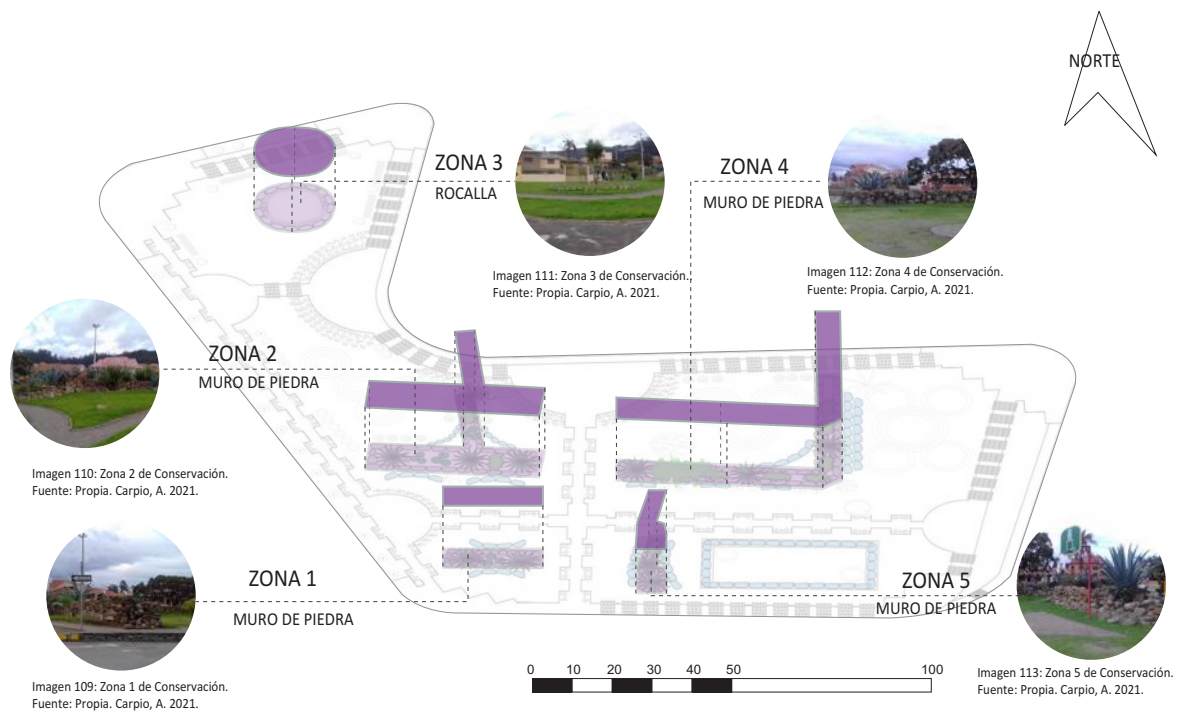 NORTE
ZONA 3
ROCALLA
Imagen 111: Zona 3 de Conservación.
Fuente: Propia. Carpio, A. 2021.
ZONA 4
MURO DE PIEDRA
Imagen 112: Zona 4 de Conservación.
Fuente: Propia. Carpio, A. 2021.
ZONA 2
MURO DE PIEDRA
Imagen 110: Zona 2 de Conservación.
Fuente: Propia. Carpio, A. 2021.
ZONA 1
MURO DE PIEDRA
Imagen 109: Zona 1 de Conservación.
Fuente: Propia. Carpio, A. 2021.
ZONA 5
MURO DE PIEDRA
Imagen 113: Zona 5 de Conservación.
Fuente: Propia. Carpio, A. 2021.
0 10 20 30 40 50 100